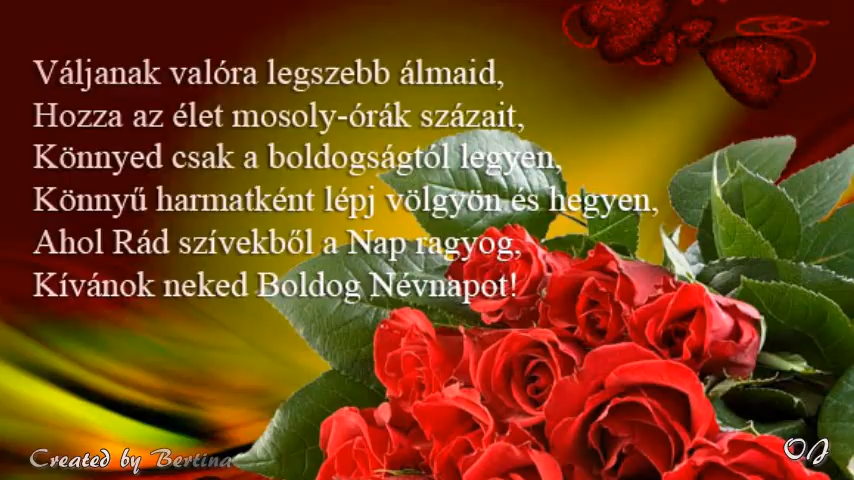 Váljanak valóra legszebb álmaid,
Hozza az élet mosoly-órák százait,
Könnyed csak a boldogságtól legyen,
Könnyű harmatként lépj völgyön és hegyen,
Ahol Rád szívekből a Nap ragyog,
Kívánok neked Boldog Névnapot!
Created by Bertina
OJ